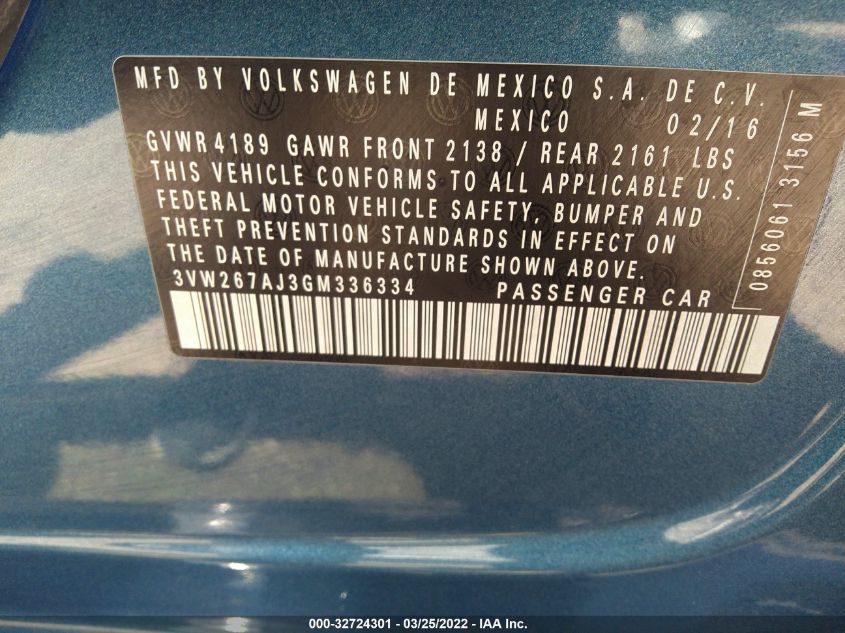 MFD BY VOLKSWAGEN DE MEXICO S.A. DE C.V.
MEXICO 02/16
GVWR 4189 GAWR FRONT 2138 / REAR 2161 LBS
THIS VEHICLE CONFORMS TO ALL APPLICABLE U.S.
FEDERAL MOTOR VEHICLE SAFETY, BUMPER AND
THEFT PREVENTION STANDARDS IN EFFECT ON
THE DATE OF MANUFACTURE SHOWN ABOVE.
3VW267AJ3GM336334 PASSENGER CAR
0856061 3156 M
000-32724301 - 03/25/2022 - IAA Inc.